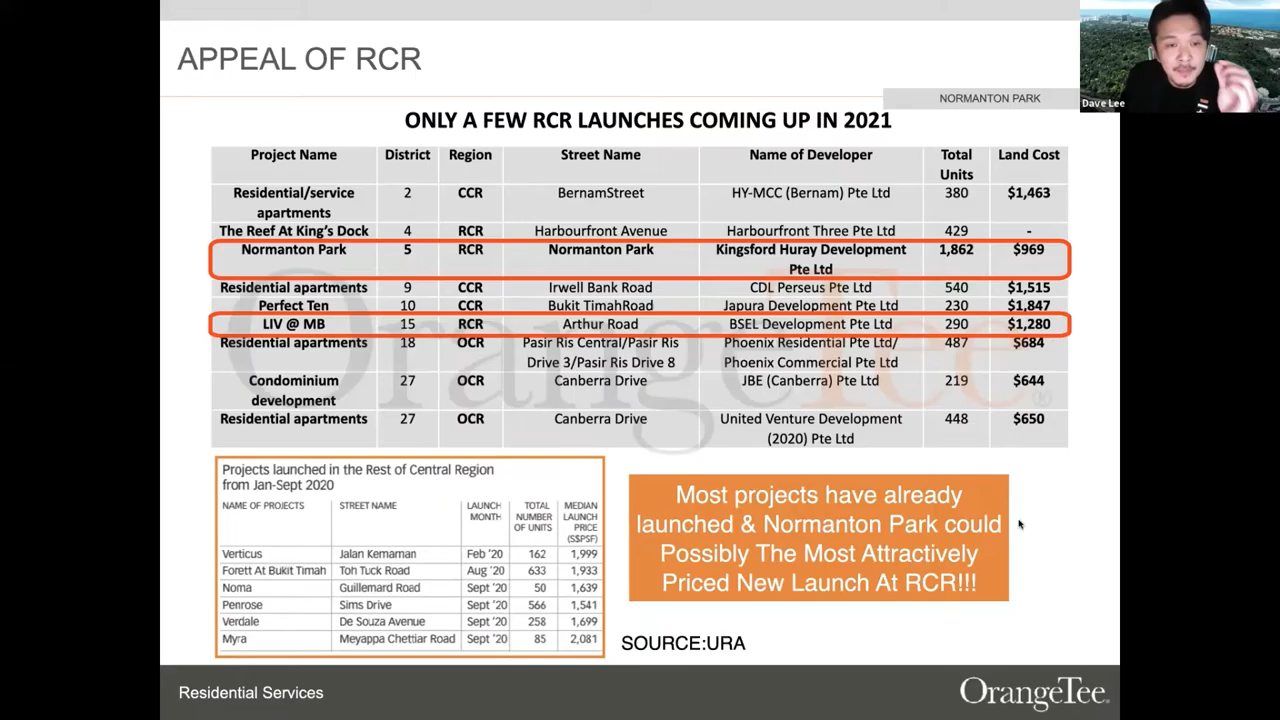 APPEAL OF RCR
Dave Lee
NORMANTON PARK
ONLY A FEW RCR LAUNCHES COMING UP IN 2021
Project Name District Region Street Name Name of Developer Total Units Land Cost
Residential/service apartments 2 CCR BernamStreet HY-MCC (Bernam) Pte Ltd 380 $1,463
The Reef At King's Dock 4 RCR Harbourfront Avenue Harbourfront Three Pte Ltd 429 -
Normanton Park 5 RCR Normanton Park Kingsford Huray Development Pte Ltd 1,862 $969
Residential apartments 9 CCR Irwell Bank Road CDL Perseus Pte Ltd 540 $1,515
Perfect Ten 10 CCR Bukit TimahRoad Japura Development Pte Ltd 230 $1,847
LIV @ MB 15 RCR Arthur Road BSEL Development Pte Ltd 290 $1,280
Residential apartments 18 OCR Pasir Ris Central/Pasir Ris Drive 3/Pasir Ris Drive 8 Phoenix Residential Pte Ltd/ Phoenix Commercial Pte Ltd 487 $684
Condominium development 27 OCR Canberra Drive JBE (Canberra) Pte Ltd 219 $644
Residential apartments 27 OCR Canberra Drive United Venture Development (2020) Pte Ltd 448 $650
OrangeTee
Projects launched in the Rest of Central Region
from Jan-Sept 2020
NAME OF PROJECTS STREET NAME LAUNCH MONTH TOTAL NUMBER OF UNITS MEDIAN LAUNCH PRICE (S$PSF)
Verticus Jalan Kemaman Feb '20 162 1,999
Forett At Bukit Timah Toh Tuck Road Aug '20 633 1,933
Noma Guillemard Road Sept '20 50 1,639
Penrose Sims Drive Sept '20 566 1,541
Verdale De Souza Avenue Sept '20 258 1,699
Myra Meyappa Chettiar Road Sept '20 85 2,081
Most projects have already
launched & Normanton Park could
Possibly The Most Attractively
Priced New Launch At RCR!!!
SOURCE:URA
Residential Services
OrangeTee